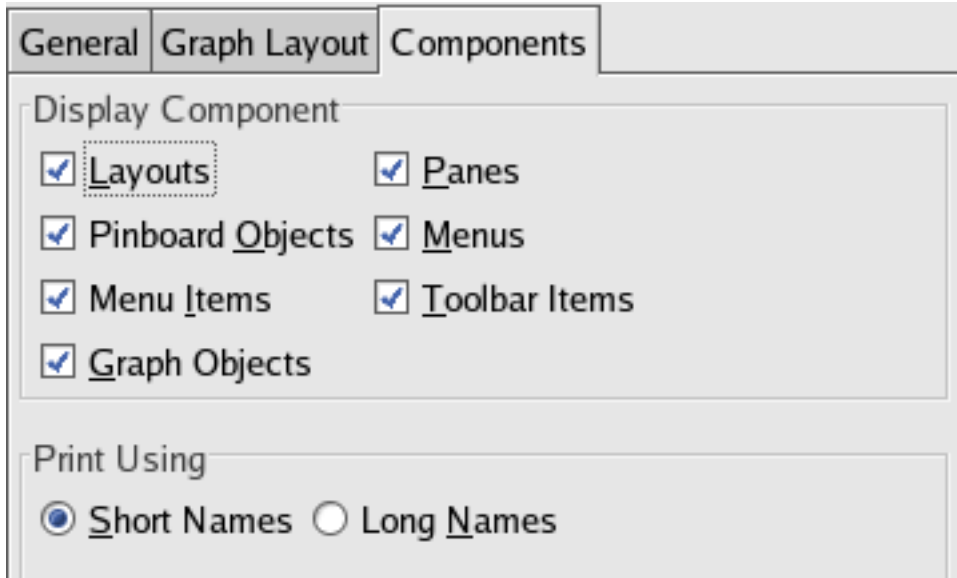 General Graph Layout Components
Display Component
Layouts Panes
Pinboard Objects Menus
Menu Items Toolbar Items
Graph Objects
Print Using
Short Names Long Names